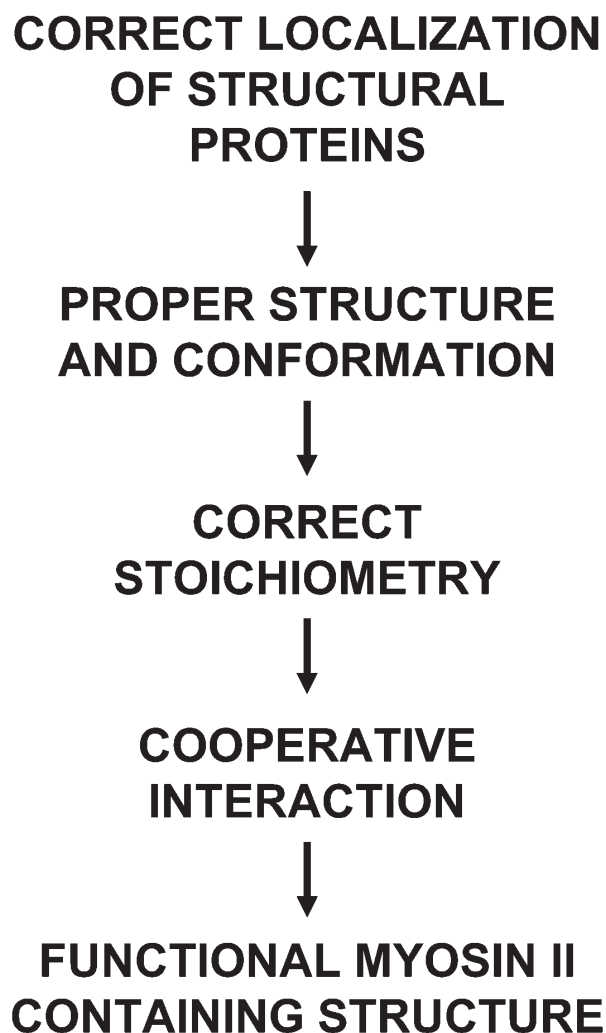 CORRECT LOCALIZATION
OF STRUCTURAL
PROTEINS
PROPER STRUCTURE
AND CONFORMATION
CORRECT
STOICHIOMETRY
COOPERATIVE
INTERACTION
FUNCTIONAL MYOSIN II
CONTAINING STRUCTURE